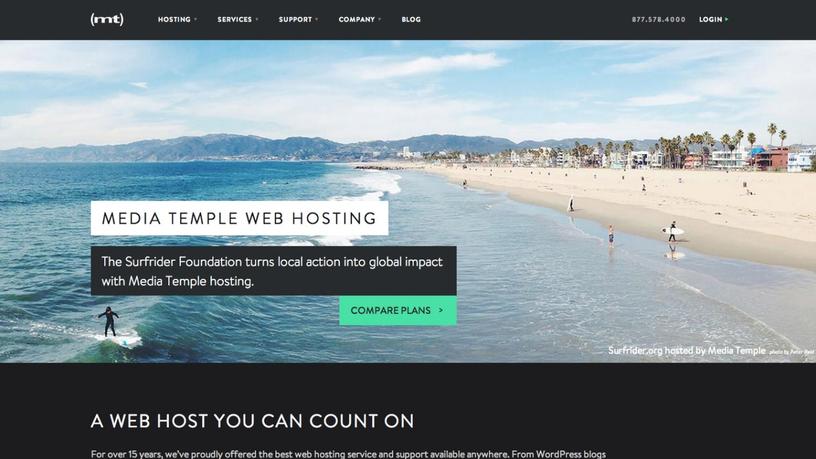 (mt)
HOSTING
SERVICES
SUPPORT
COMPANY
BLOG
877.578.4000
LOGIN
MEDIA TEMPLE WEB HOSTING
The Surfrider Foundation turns local action into global impact
with Media Temple hosting.
COMPARE PLANS >
Surfrider.org hosted by Media Temple photo by Peter
A WEB HOST YOU CAN COUNT ON
For over 15 years, we've proudly offered the best web hosting service and support available anywhere. From WordPress blogs